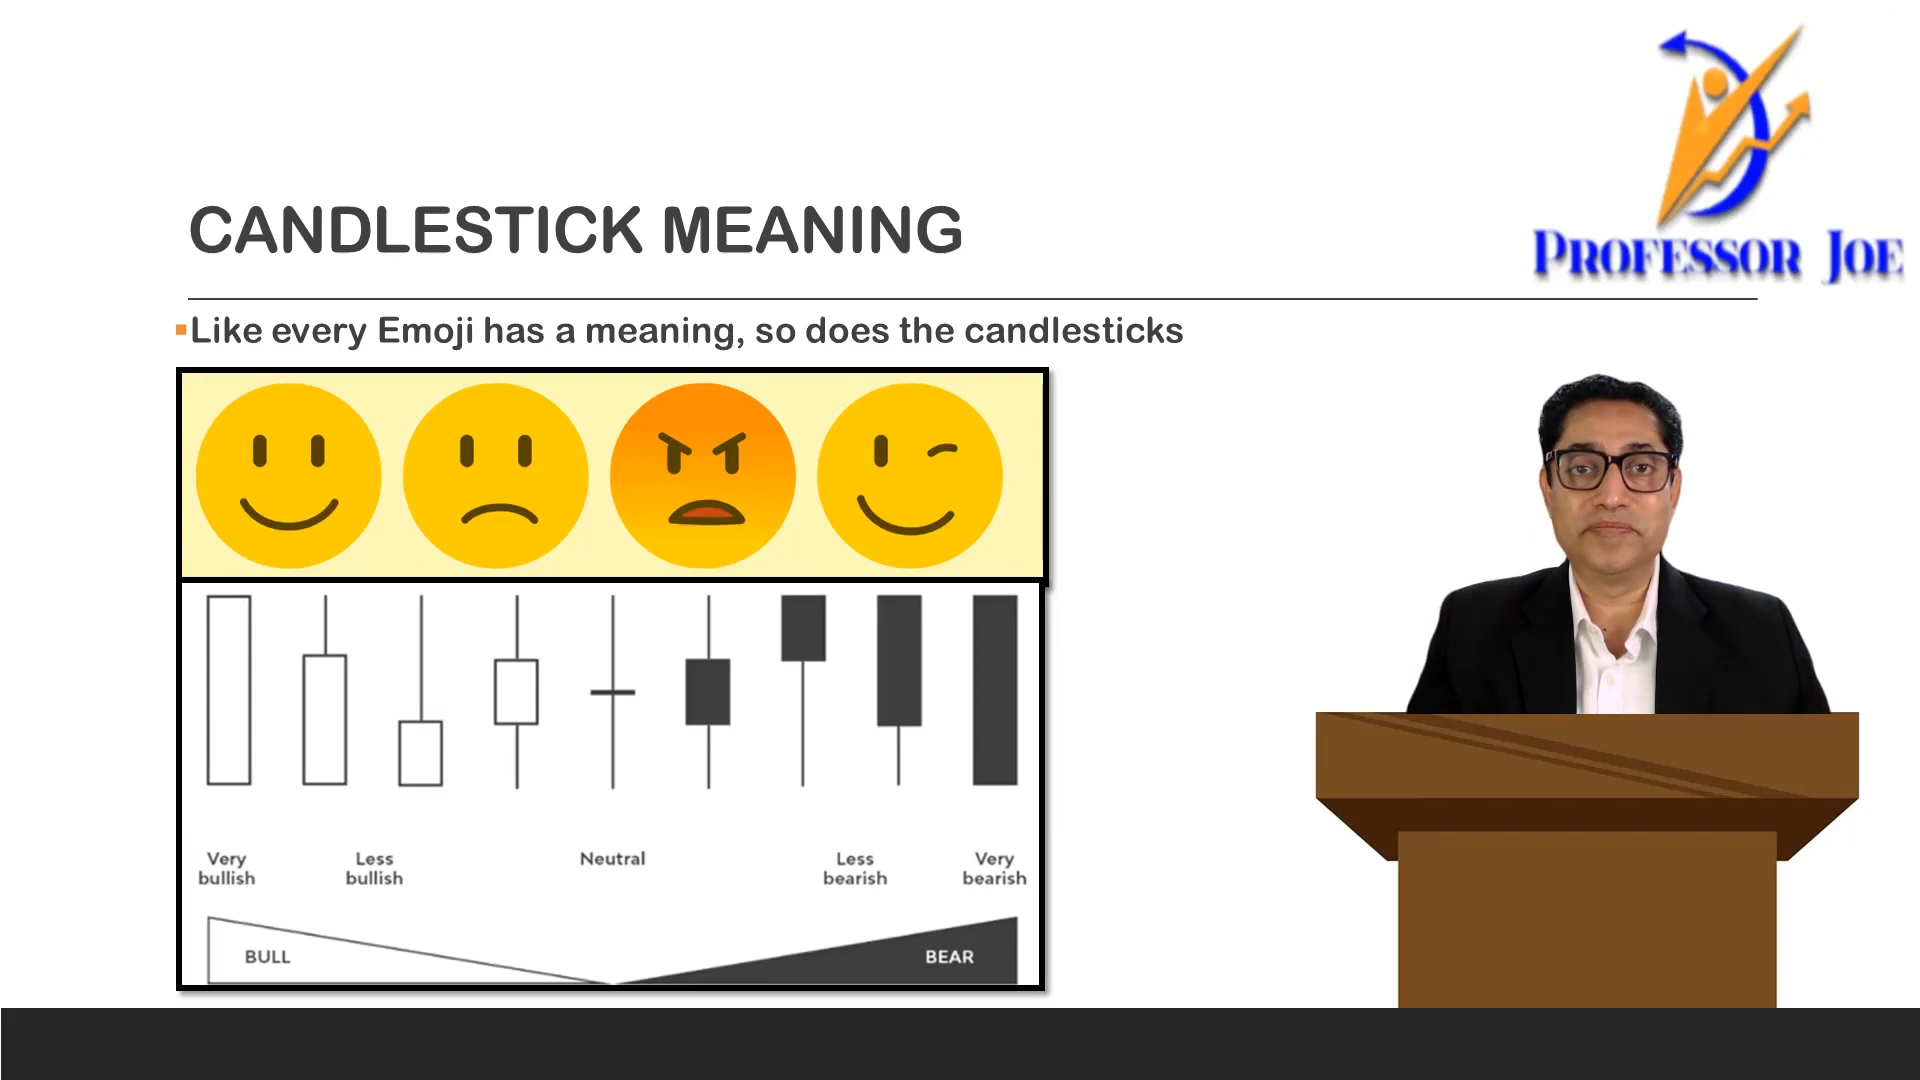 PROFESSOR JOE
CANDLESTICK MEANING
Like every Emoji has a meaning, so does the candlesticks
Very bullish
Less bullish
Neutral
Less bearish
Very bearish
BULL
BEAR